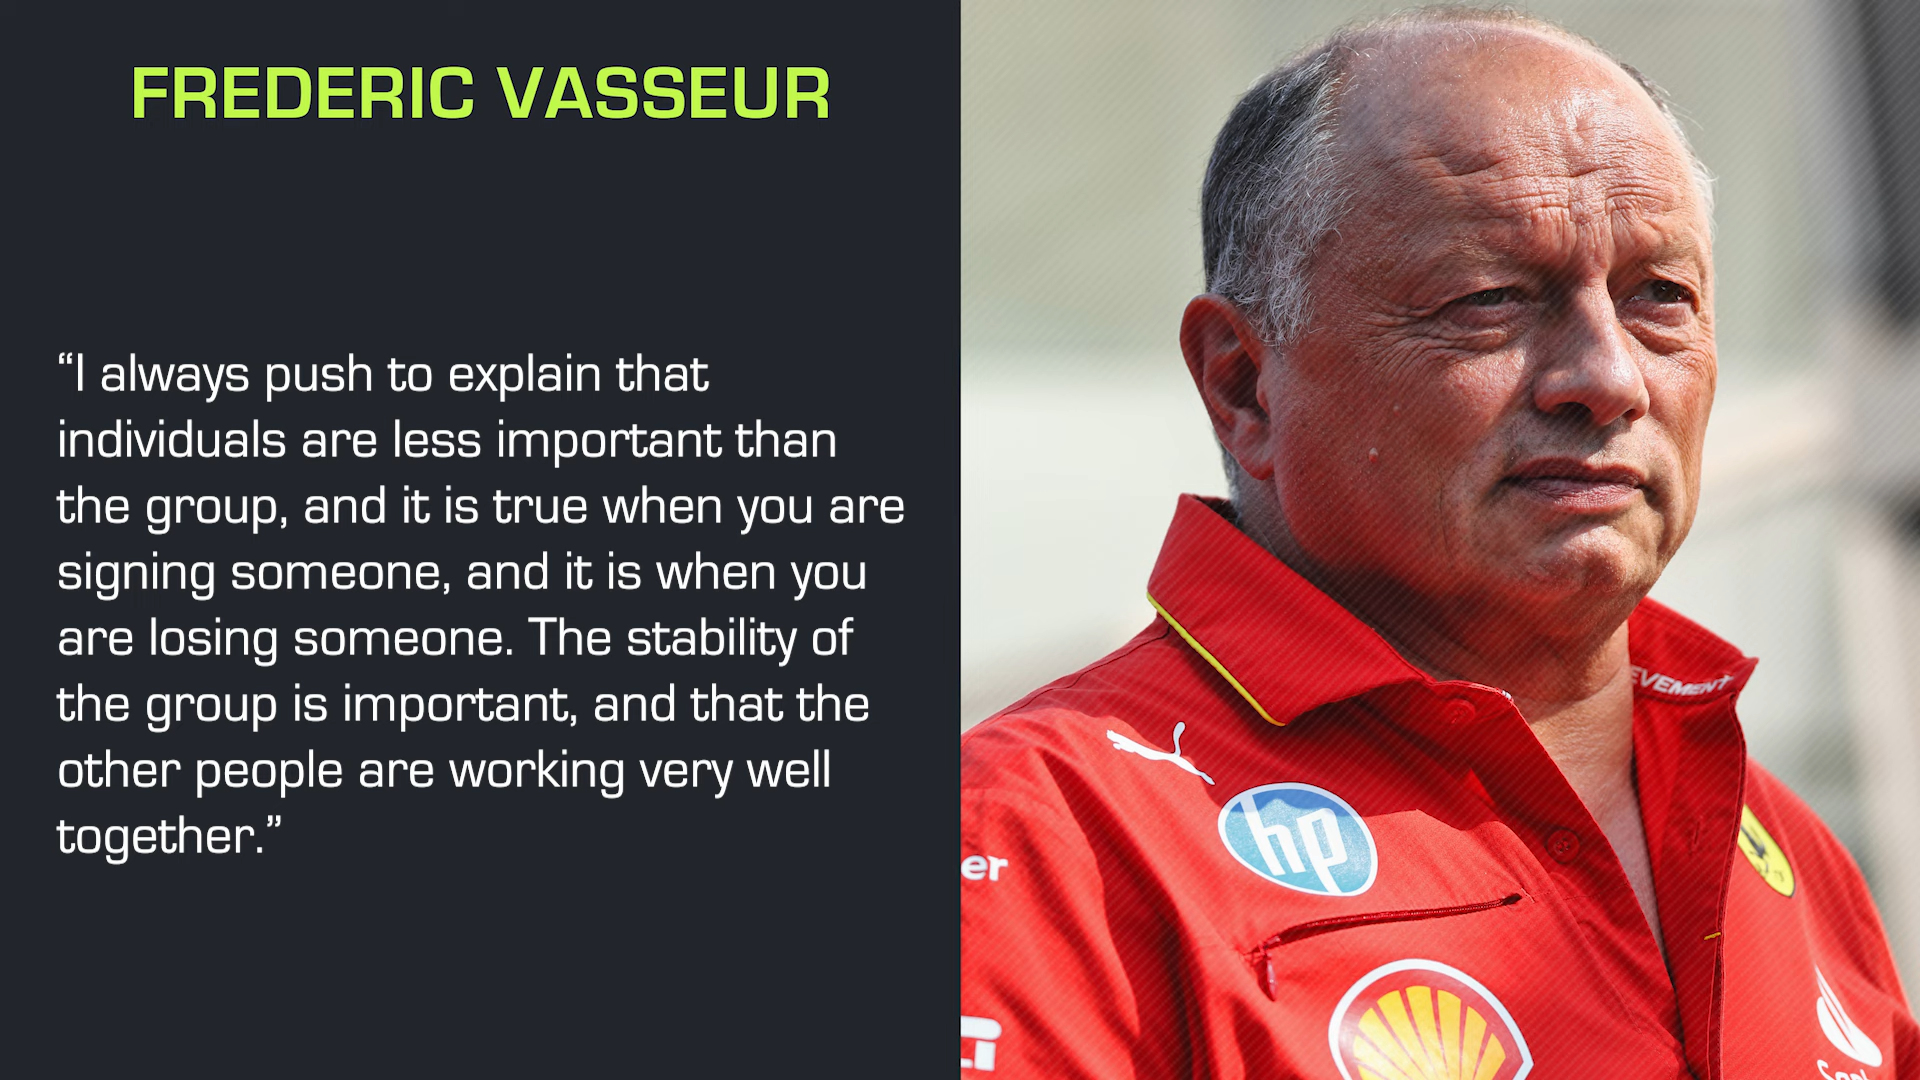 FREDERIC VASSEUR
“I always push to explain that
individuals are less important than
the group, and it is true when you are
signing someone, and it is when you
are losing someone. The stability of
the group is important, and that the
other people are working very well
together.”
EVEMENT
hp
er